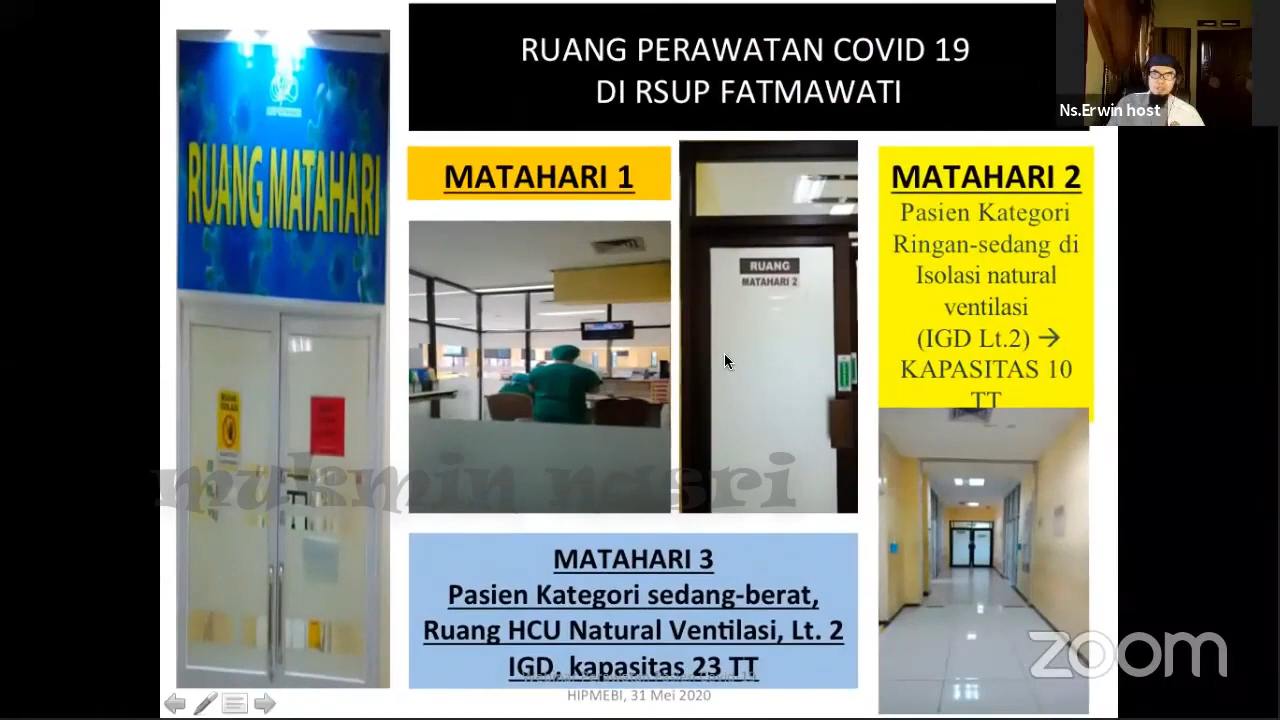 RUANG PERAWATAN COVID 19
DI RSUP FATMAWATI
Ns.Erwin host
RUANG MATAHARI
MATAHARI 1
RUANG
MATAHARI 2
MATAHARI 2
Pasien Kategori
Ringan-sedang di
Isolasi natural
ventilasi
(IGD Lt.2) →
KAPASITAS 10
TT
mukmin nasri
MATAHARI 3
Pasien Kategori sedang-berat,
Ruang HCU Natural Ventilasi, Lt. 2
IGD, kapasitas 23 TT
HIPMEBI, 31 Mei 2020
zoom